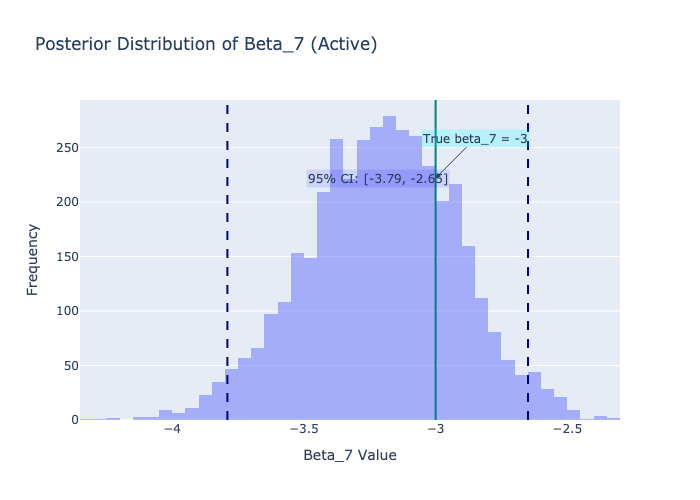 Posterior Distribution of Beta_7 (Active)
True beta_7 = -3
95% CI: [-3.79, -2.65]
250
200
150
100
50
0
Frequency
−4
−3.5
−3
−2.5
Beta_7 Value